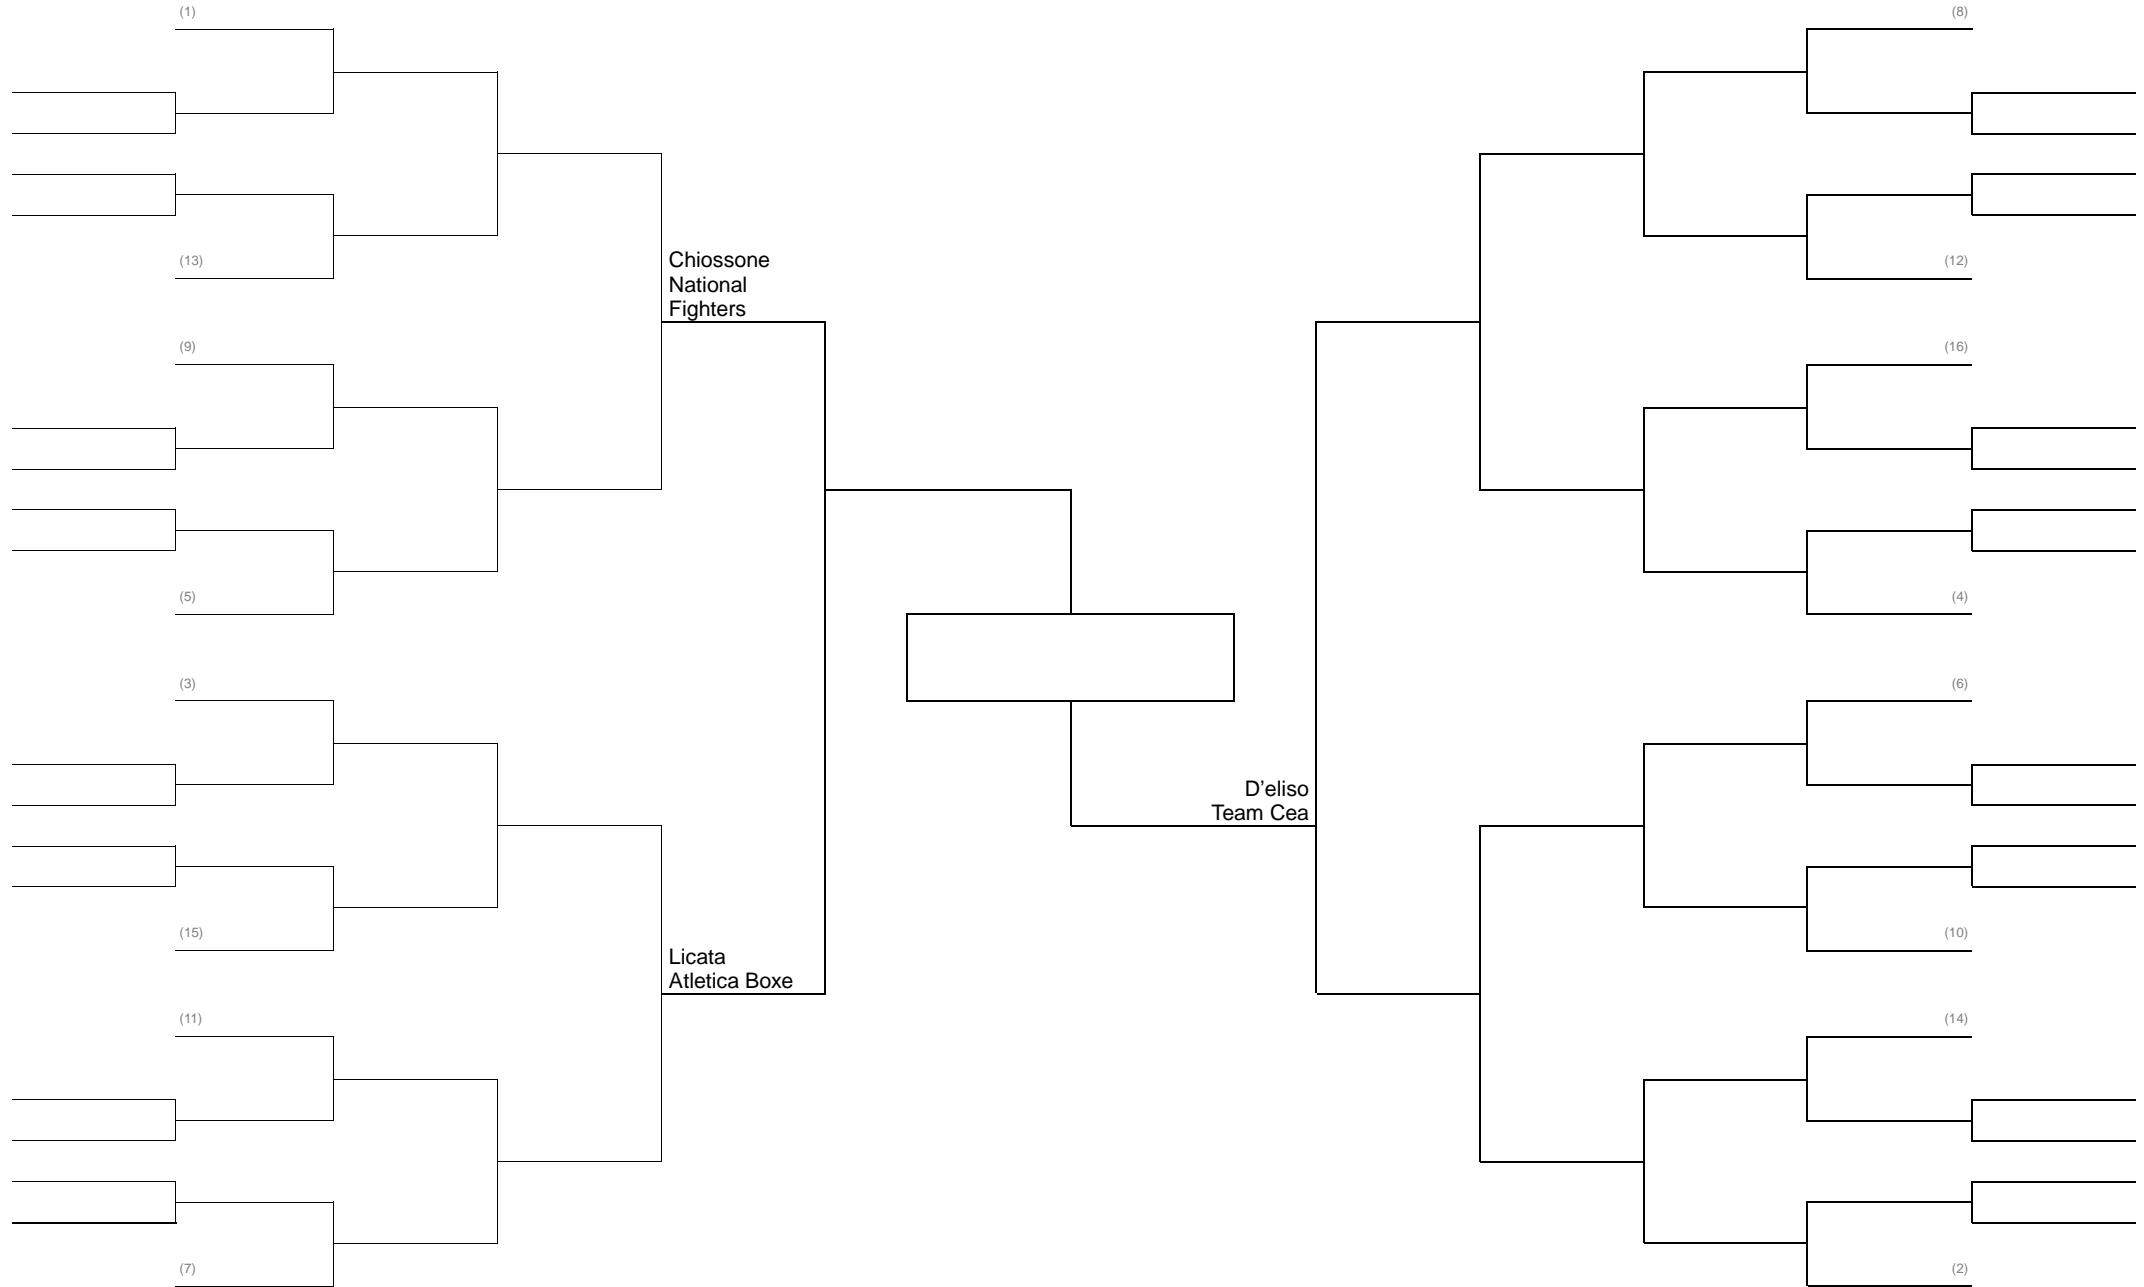 (1)
(8)
(13)
(12)
Chiossone
National
Fighters
(9)
(16)
(5)
(4)
(3)
(6)
D'eliso
Team Cea
(15)
(10)
Licata
Atletica Boxe
(11)
(14)
(7)
(2)